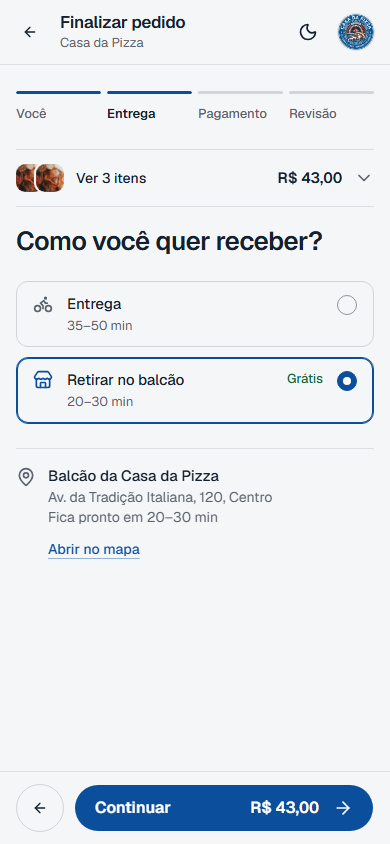 Finalizar pedido
Casa da Pizza
Você
Entrega
Pagamento
Revisão
Ver 3 itens
R$ 43,00
Como você quer receber?
Entrega
35–50 min
Retirar no balcão
Grátis
20–30 min
Balcão da Casa da Pizza
Av. da Tradição Italiana, 120, Centro
Fica pronto em 20–30 min
Abrir no mapa
Continuar
R$ 43,00